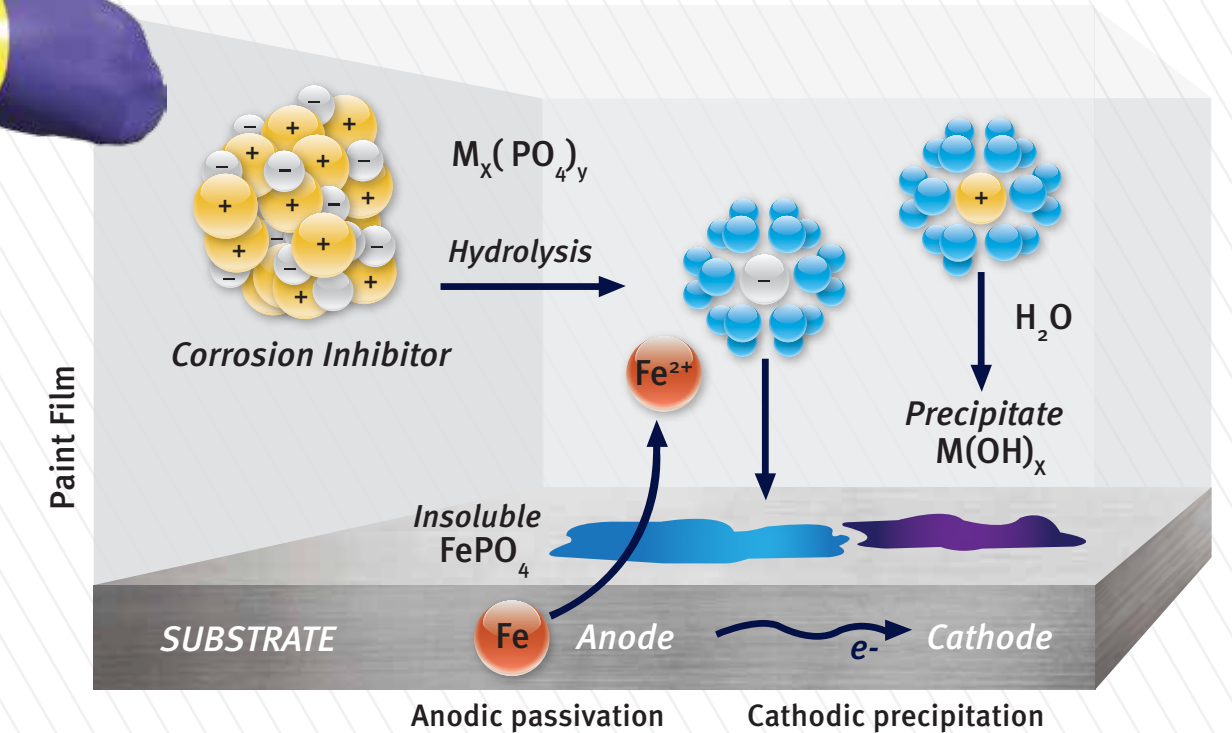 Mₓ( PO₄)ᵧ
Hydrolysis
Corrosion Inhibitor
H₂O
Fe²⁺
Precipitate
M(OH)ₓ
Paint Film
Insoluble
FePO₄
SUBSTRATE
Fe
Anode
e-
Cathode
Anodic passivation
Cathodic precipitation